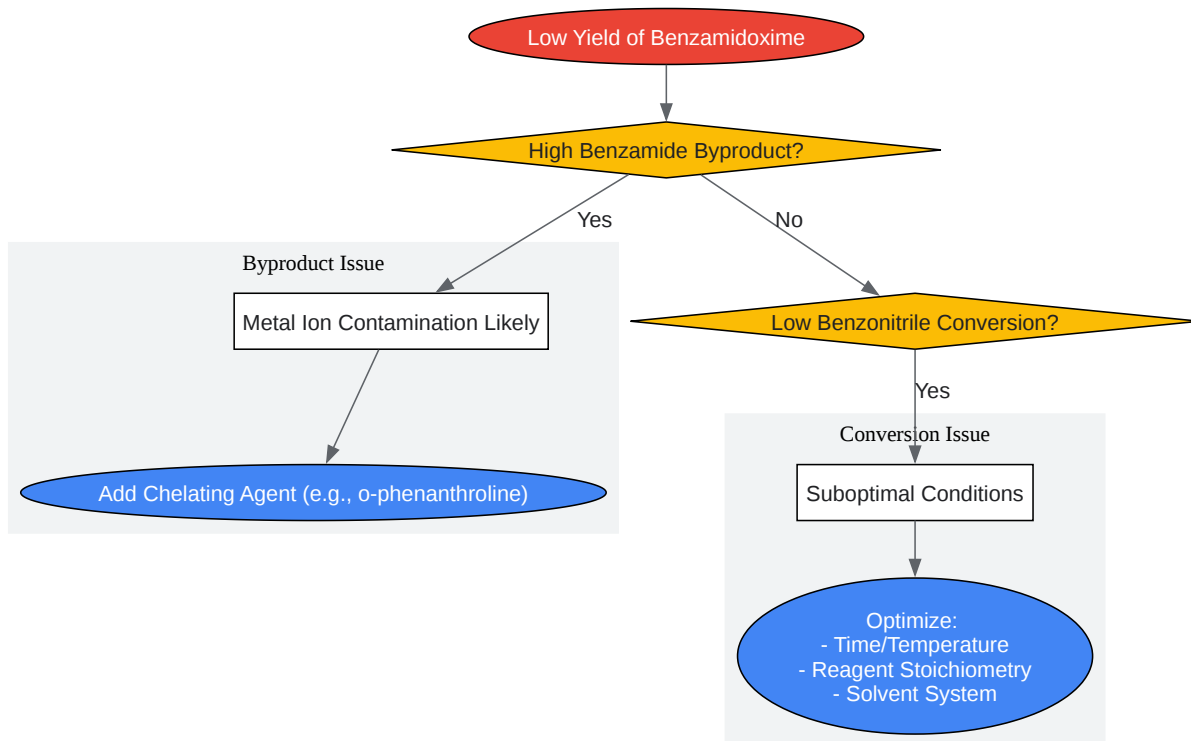 Low Yield of Benzamidoxime
High Benzamide Byproduct?
Yes
No
Byproduct Issue
Metal Ion Contamination Likely
Low Benzonitrile Conversion?
Yes
Conversion Issue
Add Chelating Agent (e.g., o-phenanthroline)
Suboptimal Conditions
Optimize:
- Time/Temperature
- Reagent Stoichiometry
- Solvent System